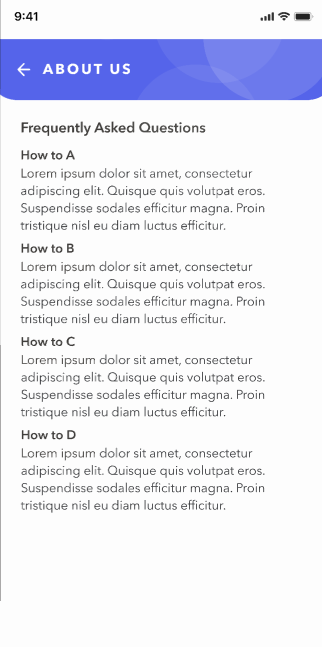 9:41
ABOUT US
Frequently Asked Questions
How to A
Lorem ipsum dolor sit amet, consectetur
adipiscing elit. Quisque quis volutpat eros.
Suspendisse sodales efficitur magna. Proin
tristique nisl eu diam luctus efficitur.
How to B
Lorem ipsum dolor sit amet, consectetur
adipiscing elit. Quisque quis volutpat eros.
Suspendisse sodales efficitur magna. Proin
tristique nisl eu diam luctus efficitur.
How to C
Lorem ipsum dolor sit amet, consectetur
adipiscing elit. Quisque quis volutpat eros.
Suspendisse sodales efficitur magna. Proin
tristique nisl eu diam luctus efficitur.
How to D
Lorem ipsum dolor sit amet, consectetur
adipiscing elit. Quisque quis volutpat eros.
Suspendisse sodales efficitur magna. Proin
tristique nisl eu diam luctus efficitur.